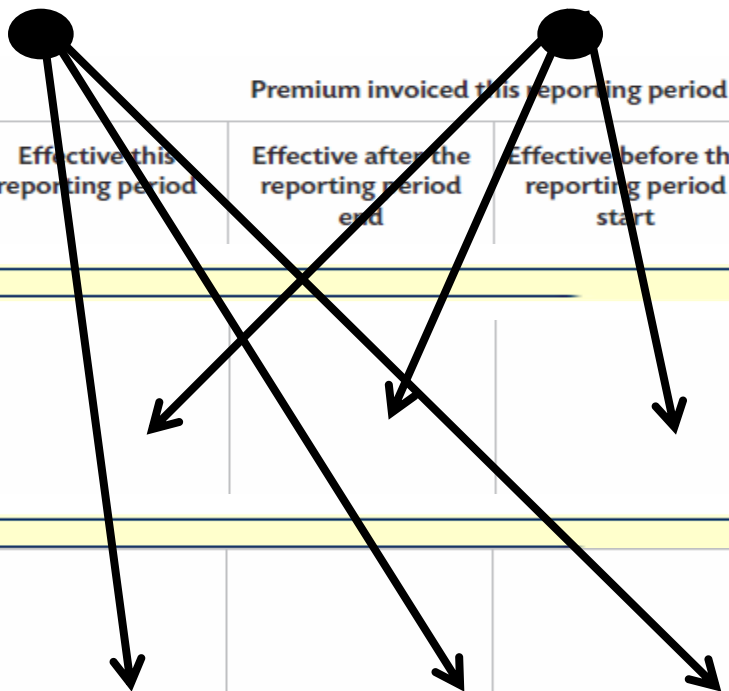 Premium invoiced this reporting period
Effective this
reporting period
Effective after the
reporting period
end
Effective before th
reporting period
start